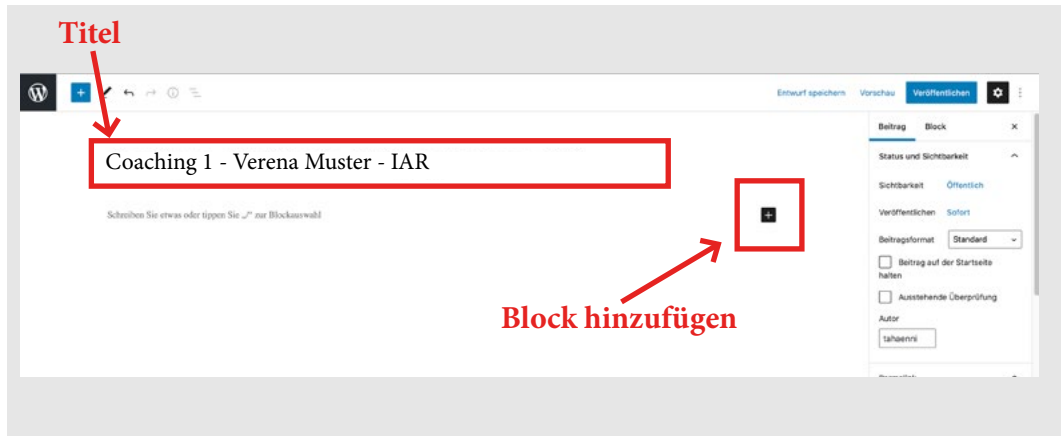 Titel
Entwurf speichern Vorschau Veröffentlichen
Coaching 1 - Verena Muster - IAR
Schreiben Sie etwas oder tippen Sie „/“ zur Blockauswahl
Block hinzufügen
Beitrag Block
Status und Sichtbarkeit
Sichtbarkeit Öffentlich
Veröffentlichen Sofort
Beitragsformat Standard
Beitrag auf der Startseite
halten
Ausstehende Überprüfung
Autor
tahaenni